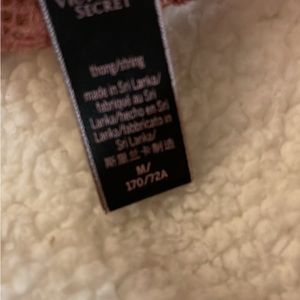 SECRET
thong/string
made in Sri Lanka/
fabriqué au Sri
Lanka/hecho en Sri
Lanka/fabbricato in
Sri Lanka/
斯里兰卡制造
M/
170/72A